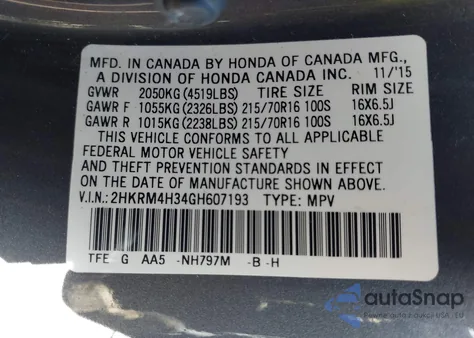 MFD. IN CANADA BY HONDA OF CANADA MFG.,
A DIVISION OF HONDA CANADA INC. 11/'15
GVWR 2050KG (4519LBS) TIRE SIZE RIM SIZE
GAWR F 1055KG (2326LBS) 215/70R16 100S 16X6.5J
GAWR R 1015KG (2238LBS) 215/70R16 100S 16X6.5J
THIS VEHICLE CONFORMS TO ALL APPLICABLE
FEDERAL MOTOR VEHICLE SAFETY
AND THEFT PREVENTION STANDARDS IN EFFECT
ON THE DATE OF MANUFACTURE SHOWN ABOVE.
V.I.N.: 2HKRM4H34GH607193 TYPE: MPV
TFE G AA5 -NH797M -B -H
autoSnap